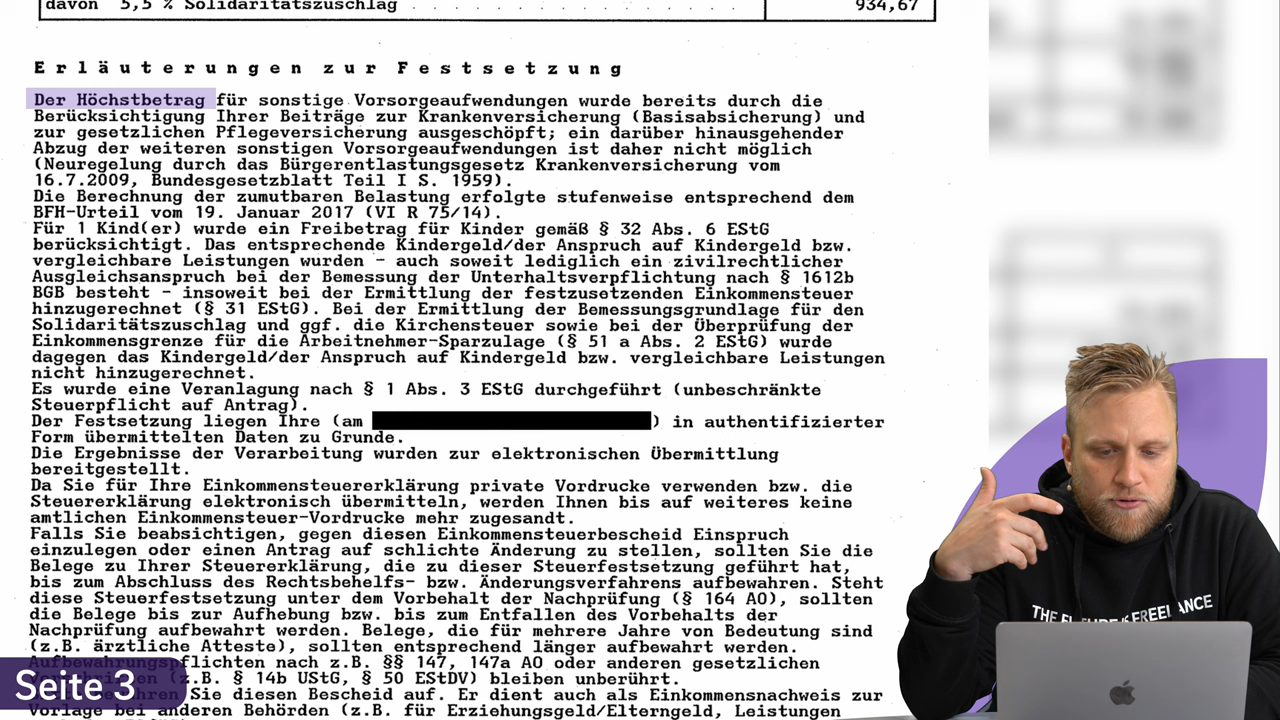 davon 5,5 % Solidaritätszuschlag . . . . . . . . . . . . . 934,67
Erläuterungen zur Festsetzung
Der Höchstbetrag für sonstige Vorsorgeaufwendungen wurde bereits durch die
Berücksichtigung Ihrer Beiträge zur Krankenversicherung (Basisabsicherung) und
zur gesetzlichen Pflegeversicherung ausgeschöpft; ein darüber hinausgehender
Abzug der weiteren sonstigen Vorsorgeaufwendungen ist daher nicht möglich
(Neuregelung durch das Bürgerentlastungsgesetz Krankenversicherung vom
16.7.2009, Bundesgesetzblatt Teil I S. 1959).
Die Berechnung der zumutbaren Belastung erfolgte stufenweise entsprechend dem
BFH-Urteil vom 19. Januar 2017 (VI R 75/14).
Für 1 Kind(er) wurde ein Freibetrag für Kinder gemäß § 32 Abs. 6 EStG
berücksichtigt. Das entsprechende Kindergeld/der Anspruch auf Kindergeld bzw.
vergleichbare Leistungen wurden - auch soweit lediglich ein zivilrechtlicher
Ausgleichsanspruch bei der Bemessung der Unterhaltsverpflichtung nach § 1612b
BGB besteht - insoweit bei der Ermittlung der festzusetzenden Einkommensteuer
hinzugerechnet (§ 31 EStG). Bei der Ermittlung der Bemessungsgrundlage für den
Solidaritätszuschlag und ggf. die Kirchensteuer sowie bei der Überprüfung der
Einkommensgrenze für die Arbeitnehmer-Sparzulage (§ 51 a Abs. 2 EStG) wurde
dagegen das Kindergeld/der Anspruch auf Kindergeld bzw. vergleichbare Leistungen
nicht hinzugerechnet.
Es wurde eine Veranlagung nach § 1 Abs. 3 EStG durchgeführt (unbeschränkte
Steuerpflicht auf Antrag).
Der Festsetzung liegen Ihre (am ) in authentifizierter
Form übermittelten Daten zu Grunde.
Die Ergebnisse der Verarbeitung wurden zur elektronischen Übermittlung
bereitgestellt.
Da Sie für Ihre Einkommensteuererklärung private Vordrucke verwenden bzw. die
Steuererklärung elektronisch übermitteln, werden Ihnen bis auf weiteres keine
amtlichen Einkommensteuer-Vordrucke mehr zugesandt.
Falls Sie beabsichtigen, gegen diesen Einkommensteuerbescheid Einspruch
einzulegen oder einen Antrag auf schlichte Änderung zu stellen, sollten Sie die
Belege zu Ihrer Steuererklärung, die zu dieser Steuerfestsetzung geführt hat,
bis zum Abschluss des Rechtsbehelfs- bzw. Änderungsverfahrens aufbewahren. Steht
diese Steuerfestsetzung unter dem Vorbehalt der Nachprüfung (§ 164 AO), sollten
die Belege bis zur Aufhebung bzw. bis zum Entfallen des Vorbehalts der
Nachprüfung aufbewahrt werden. Belege, die für mehrere Jahre von Bedeutung sind
(z.B. ärztliche Atteste), sollten entsprechend länger aufbewahrt werden.
Aufbewahrungspflichten nach z.B. §§ 147, 147a AO oder anderen gesetzlichen
(z.B. § 14b UStG, § 50 EStDV) bleiben unberührt.
Sie diesen Bescheid auf. Er dient auch als Einkommensnachweis zur
Vorlage bei anderen Behörden (z.B. für Erziehungsgeld/Elterngeld, Leistungen
Seite 3
THE FUTURE IS FREELANCE